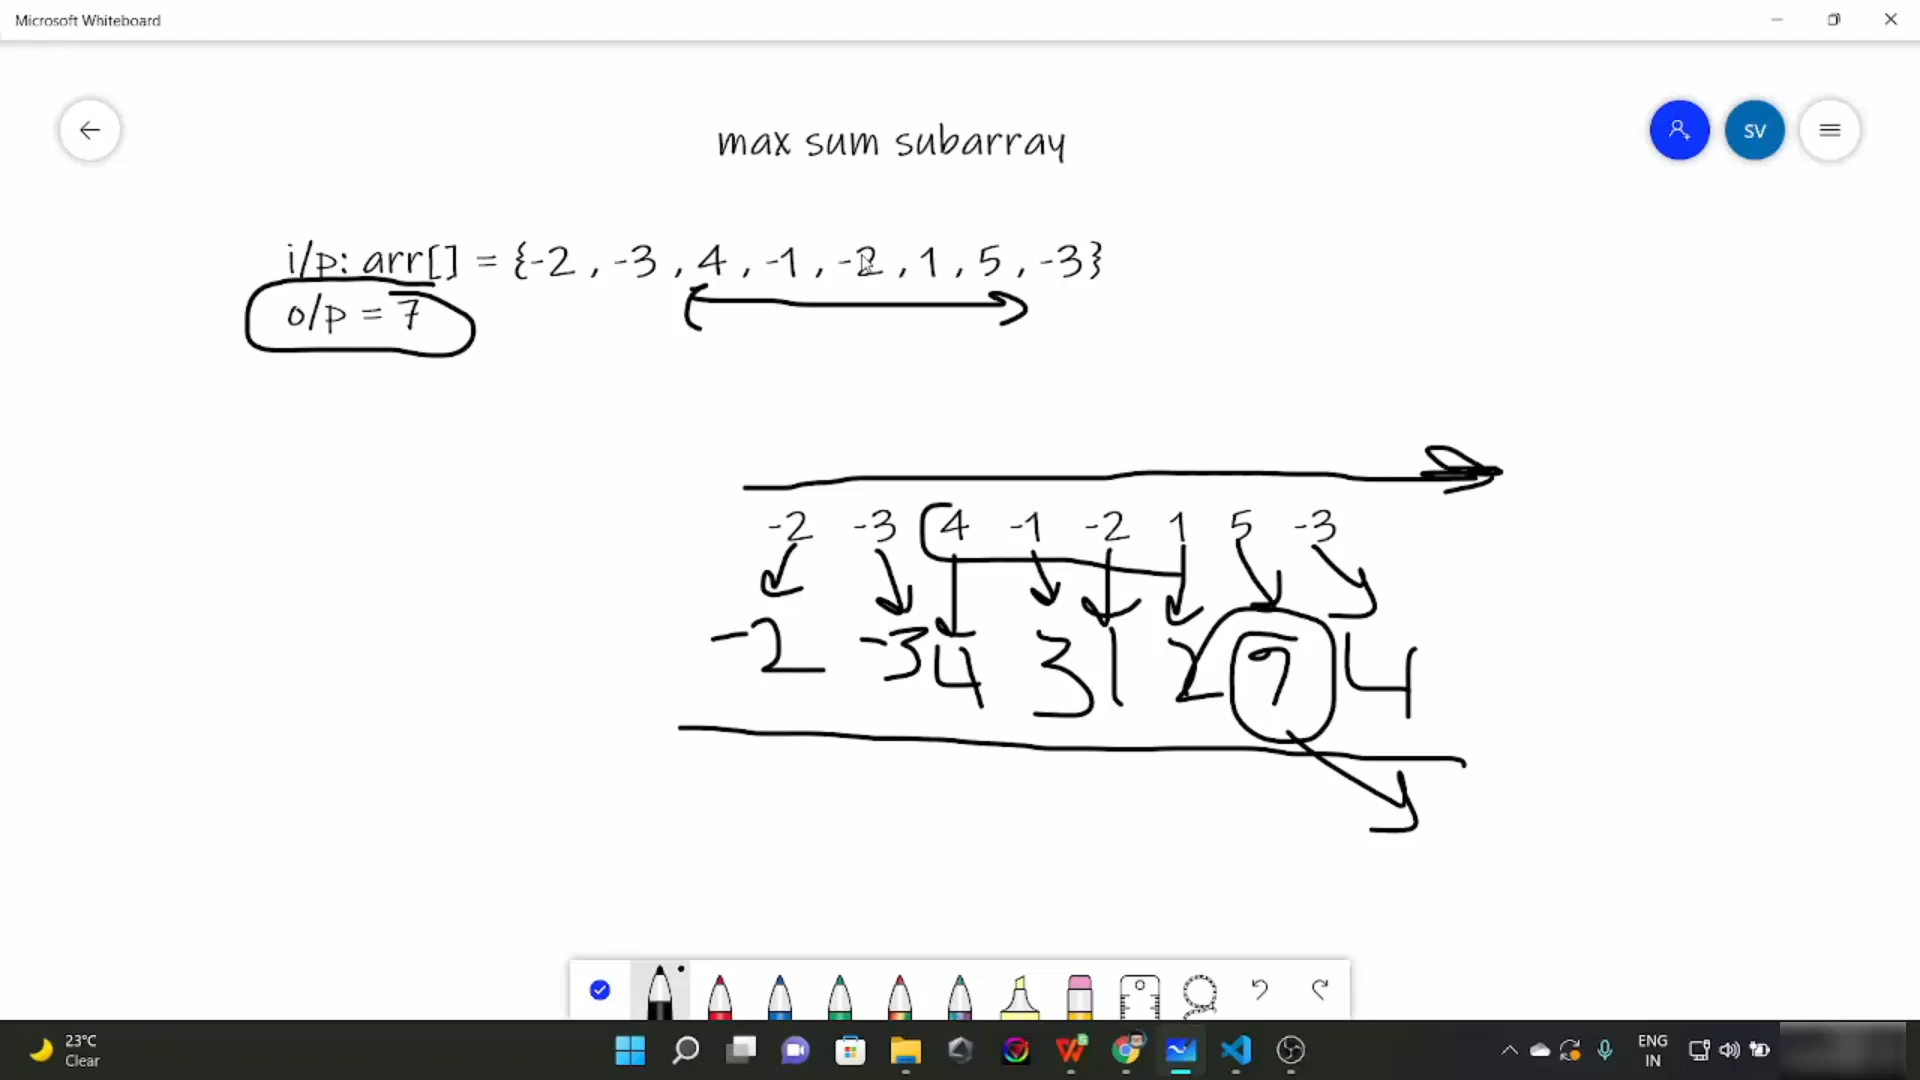 Microsoft Whiteboard
SV
max sum subarray
i/p: arr[] = {-2 , -3 , 4 , -1 , -2 , 1 , 5 , -3}
o/p = 7
-2 -3 4 -1 -2 1 5 -3
-2 -3 4 3 1 2 7 4
23°C
Clear
ENG
IN